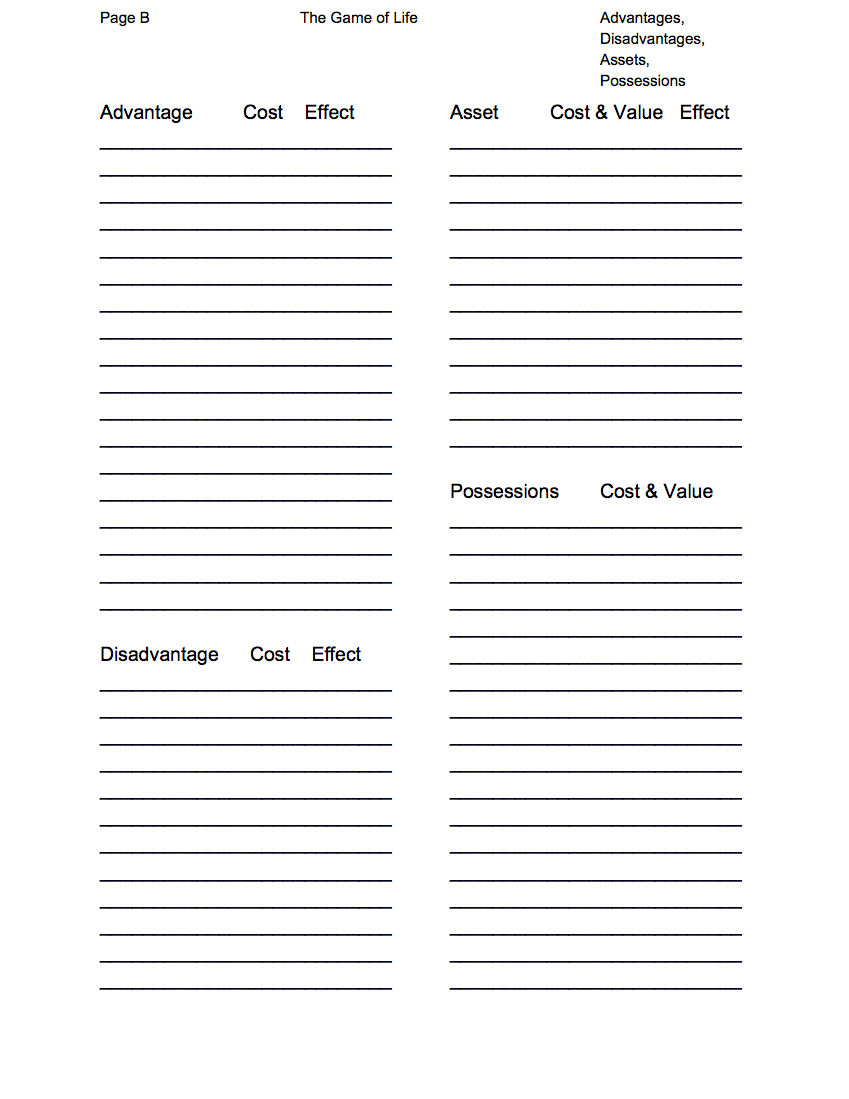 Page B The Game of Life Advantages,
Disadvantages,
Assets,
Possessions
Advantage Cost Effect
Disadvantage Cost Effect
Asset Cost & Value Effect
Possessions Cost & Value